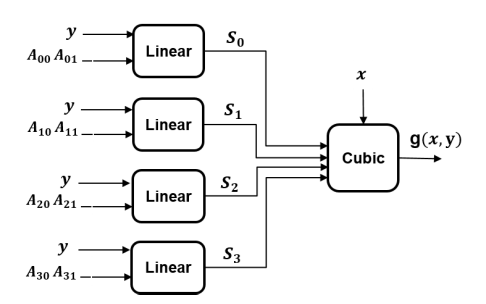 y
A₀₀ A₀₁
Linear
S₀
y
A₁₀ A₁₁
Linear
S₁
y
A₂₀ A₂₁
Linear
S₂
y
A₃₀ A₃₁
Linear
S₃
x
Cubic
g(x, y)